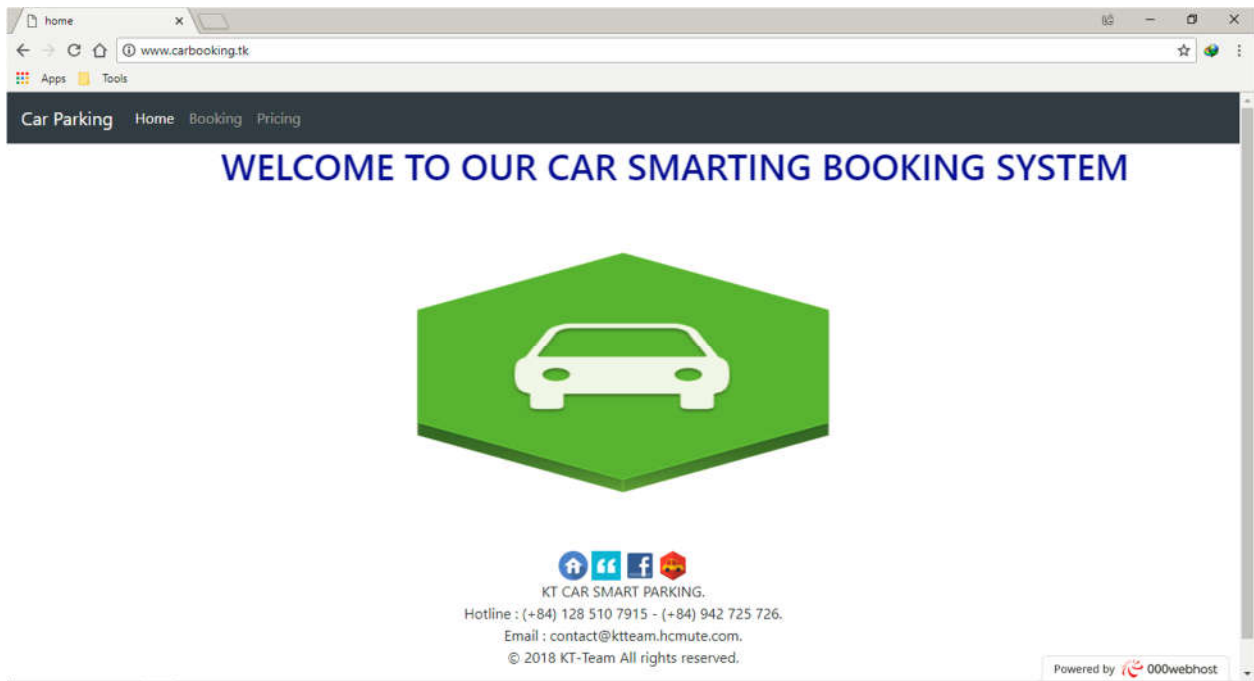 home
www.carbooking.tk
Apps Tools
Car Parking Home Booking Pricing
WELCOME TO OUR CAR SMARTING BOOKING SYSTEM
KT CAR SMART PARKING.
Hotline : (+84) 128 510 7915 - (+84) 942 725 726.
Email : contact@ktteam.hcmute.com.
© 2018 KT-Team All rights reserved.
Powered by 000webhost